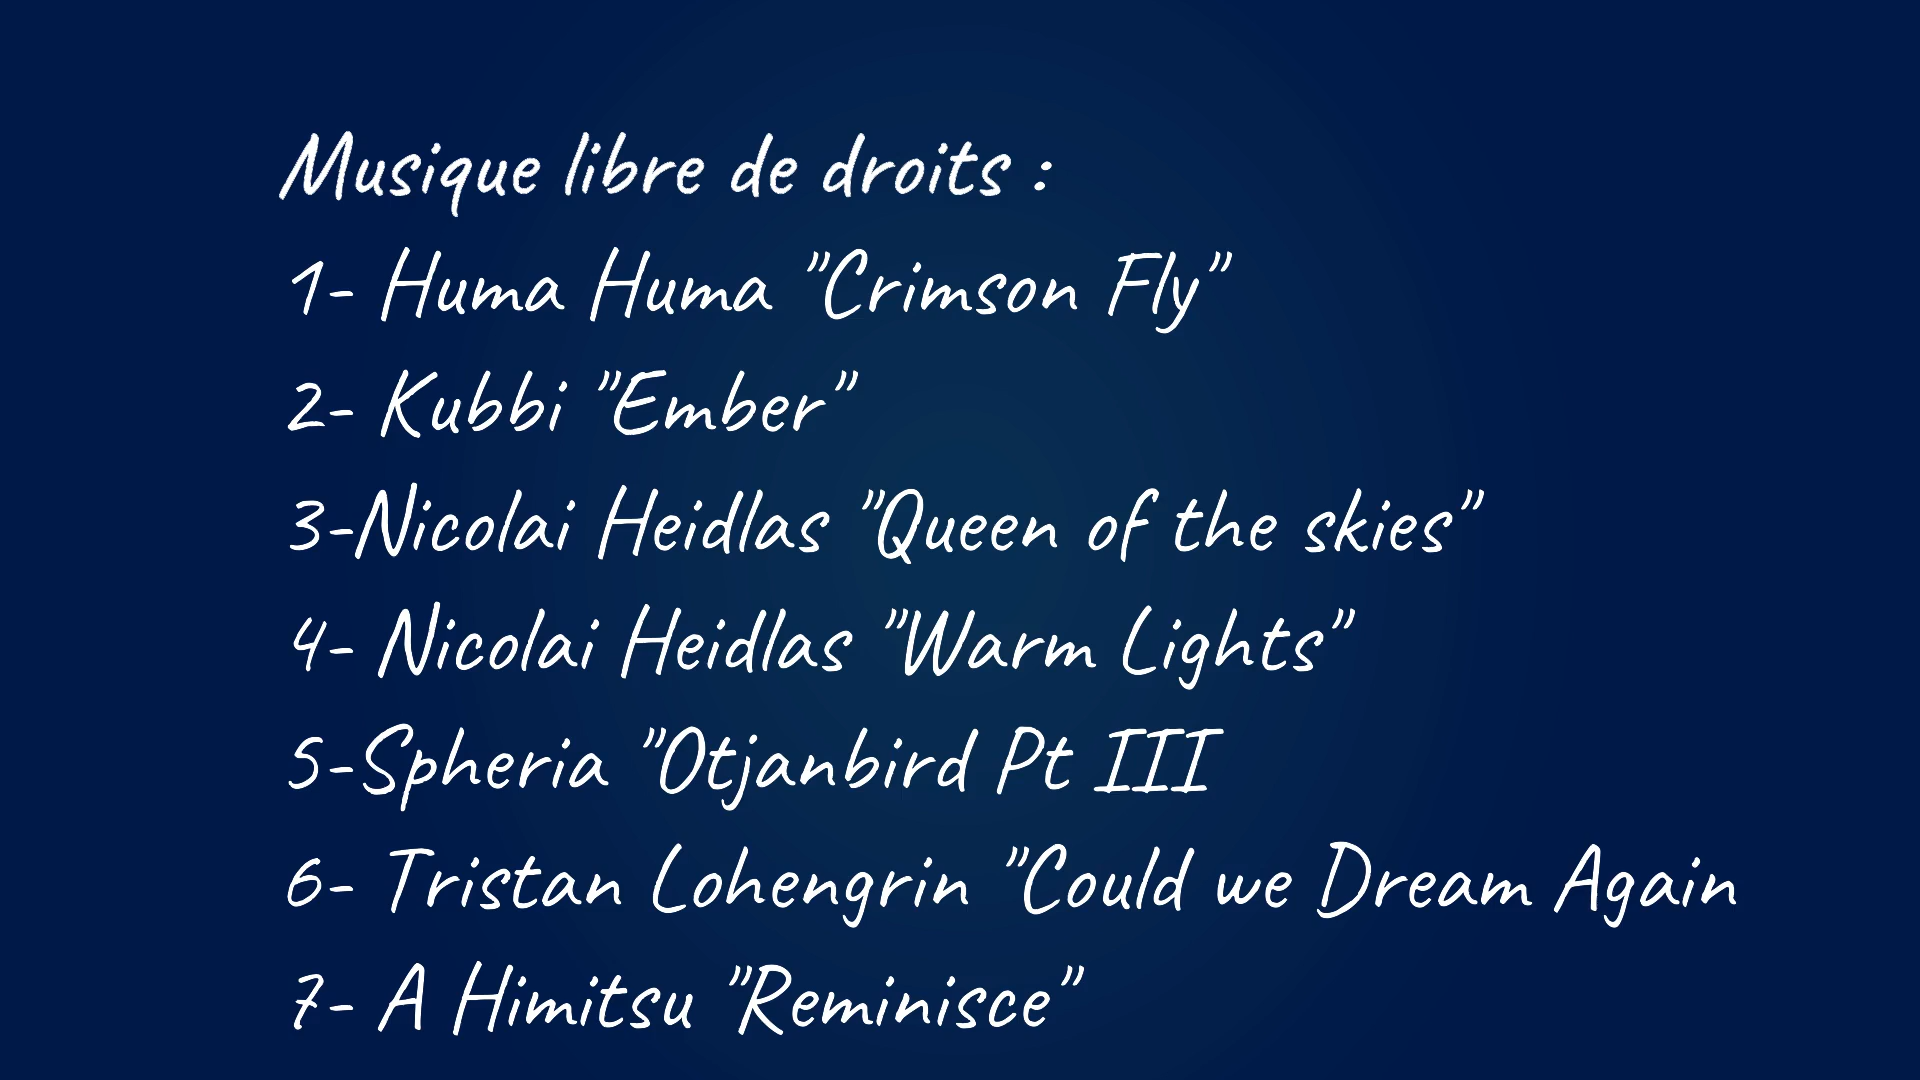 Musique libre de droits :
1- Huma Huma "Crimson Fly"
2- Kubbi "Ember"
3-Nicolai Heidlas "Queen of the skies"
4- Nicolai Heidlas "Warm Lights"
5-Spheria "Otjanbird Pt III
6- Tristan Lohengrin "Could we Dream Again
7- A Himitsu "Reminisce"